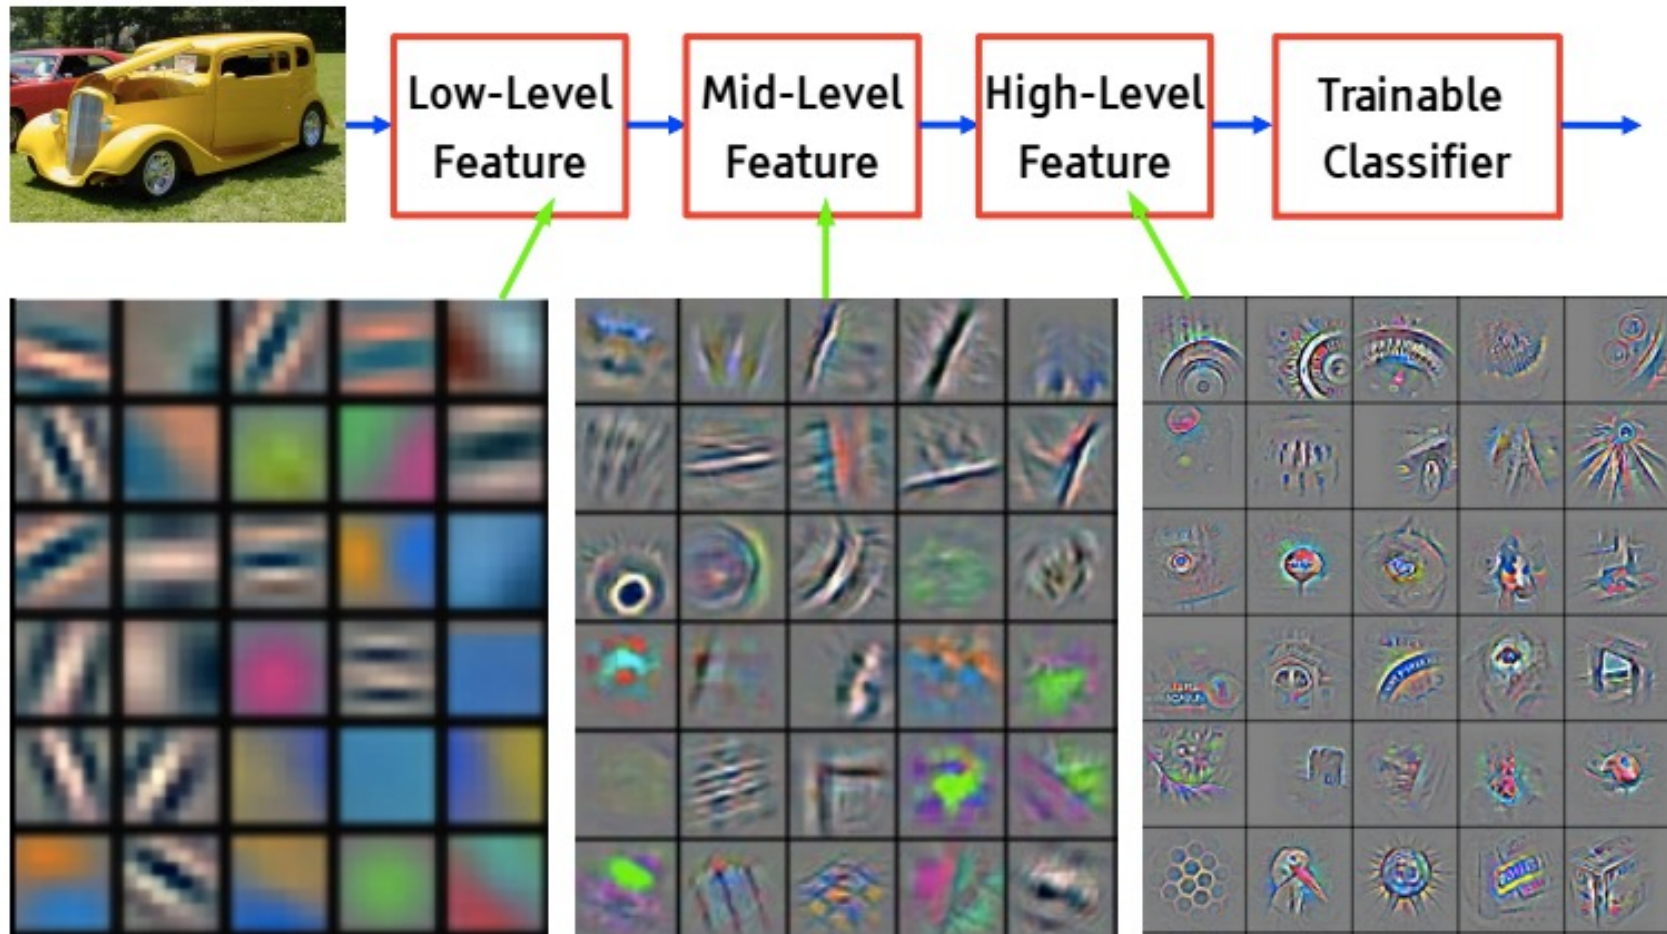 Low-Level
Feature
Mid-Level
Feature
High-Level
Feature
Trainable
Classifier